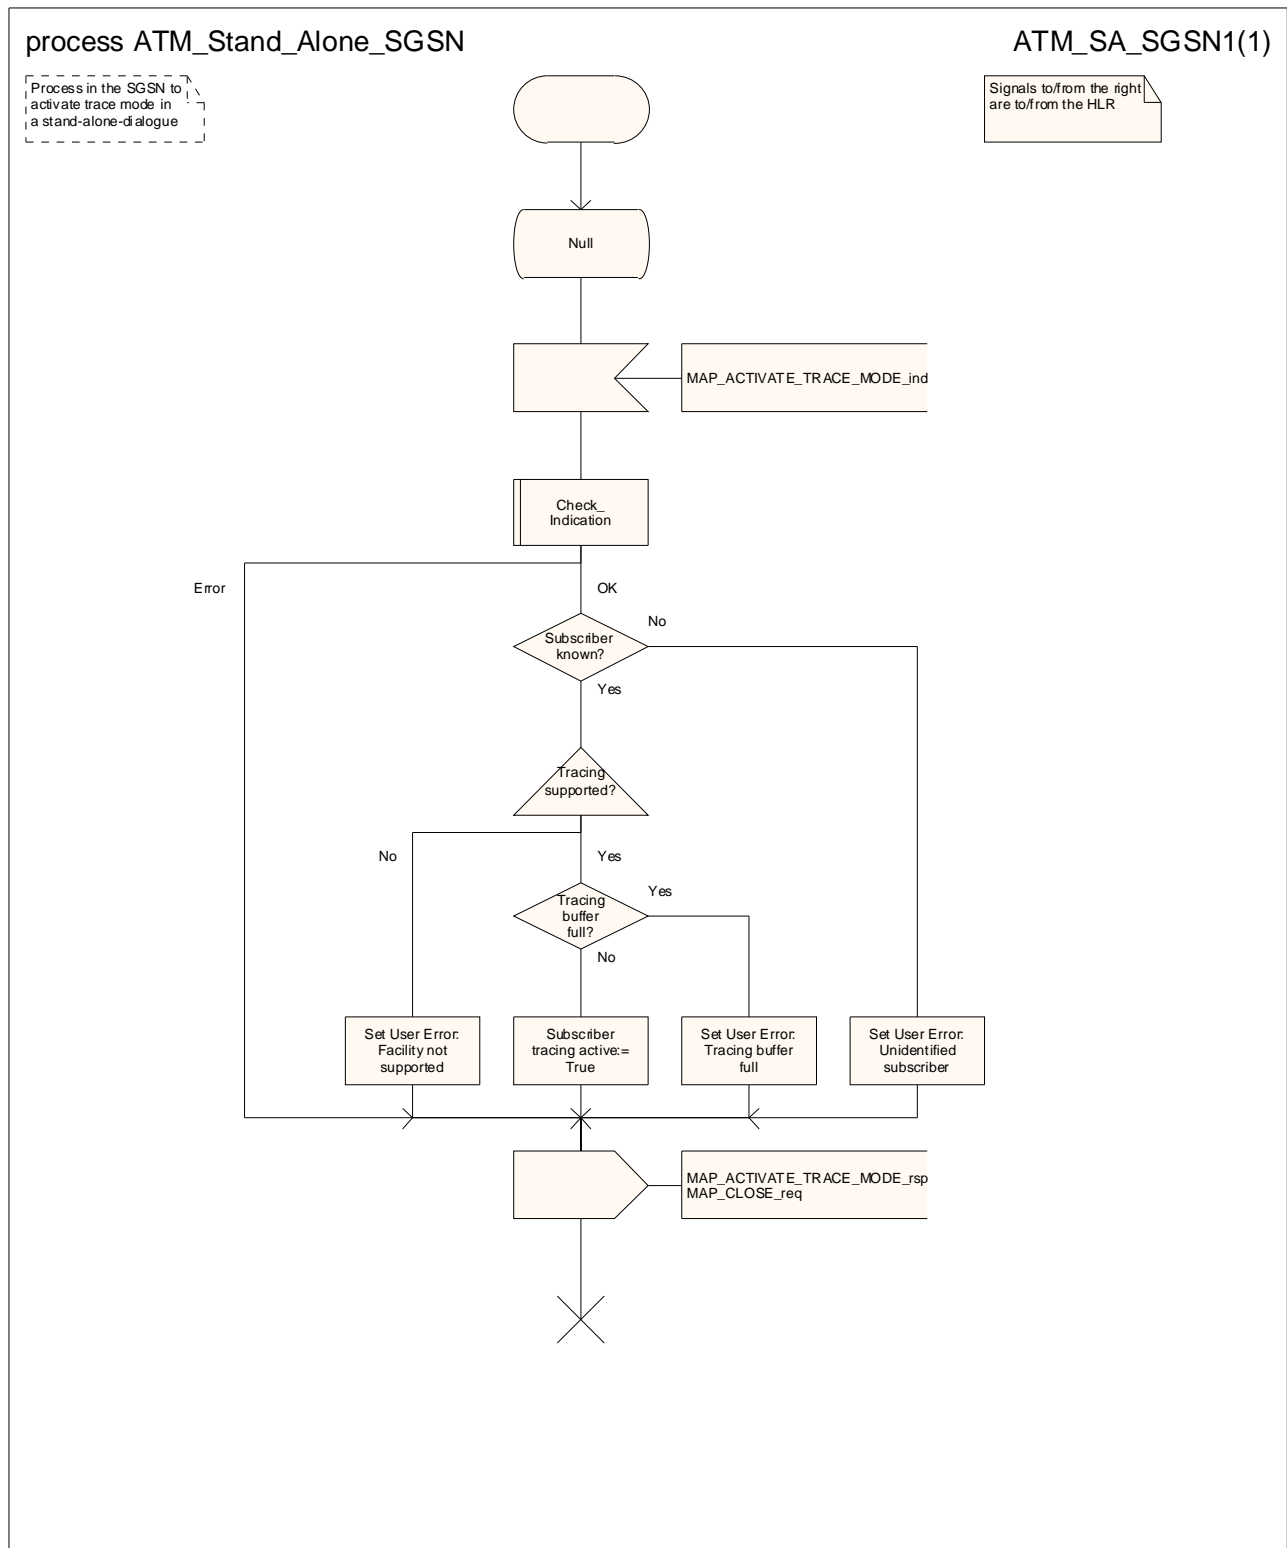 process ATM_Stand_Alone_SGSN
ATM_SA_SGSN1(1)
Process in the SGSN to
activate trace mode in
a stand-alone-dialogue
Signals to/from the right
are to/from the HLR
Null
MAP_ACTIVATE_TRACE_MODE_ind
Check_
Indication
Error
OK
No
Subscriber
known?
Yes
Tracing
supported?
No
Yes
Yes
Tracing
buffer
full?
No
Set User Error:
Facility not
supported
Subscriber
tracing active:=
True
Set User Error:
Tracing buffer
full
Set User Error:
Unidentified
subscriber
MAP_ACTIVATE_TRACE_MODE_rsp
MAP_CLOSE_req